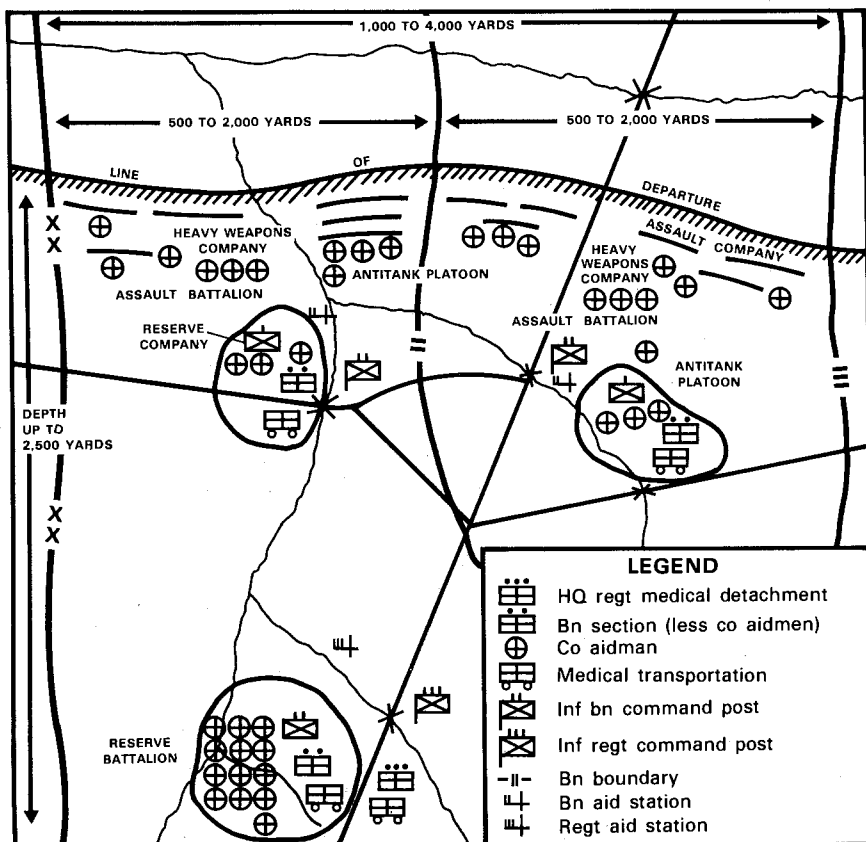 1,000 TO 4,000 YARDS
500 TO 2,000 YARDS
500 TO 2,000 YARDS
LINE
OF
DEPARTURE
X
X
HEAVY WEAPONS
COMPANY
ANTITANK PLATOON
ASSAULT BATTALION
ASSAULT COMPANY
HEAVY
WEAPONS
COMPANY
ASSAULT BATTALION
RESERVE
COMPANY
ANTITANK
PLATOON
DEPTH
UP TO
2,500 YARDS
X
X
RESERVE
BATTALION
LEGEND
HQ regt medical detachment
Bn section (less co aidmen)
Co aidman
Medical transportation
Inf bn command post
Inf regt command post
Bn boundary
Bn aid station
Regt aid station